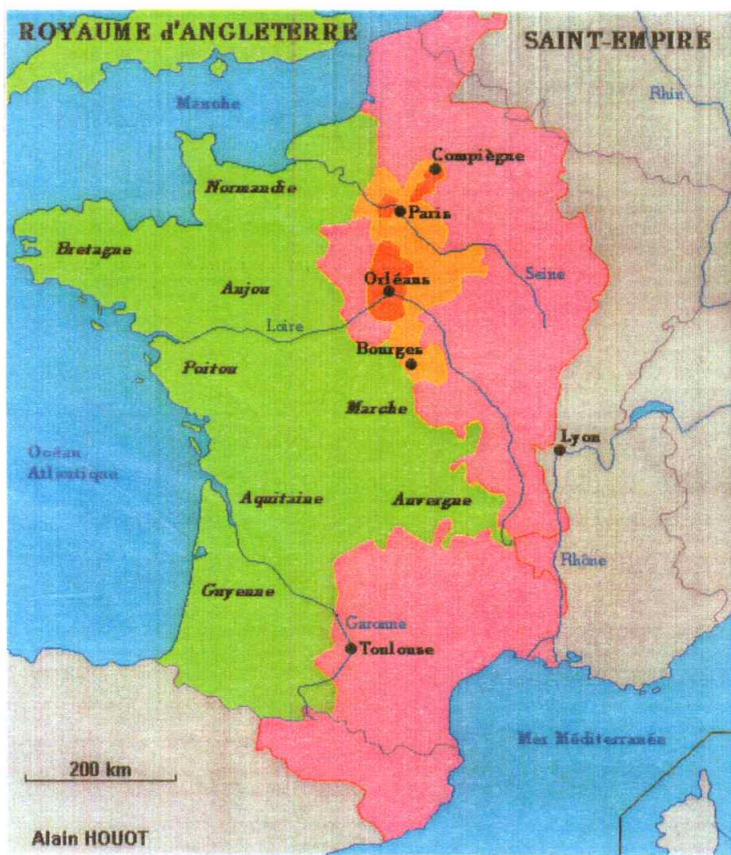 ROYAUME d'ANGLETERRE
SAINT-EMPIRE
Rhin
Manche
Compiègne
Normandie
Paris
Bretagne
Seine
Orléans
Anjou
Loire
Bourges
Poitou
Marche
Lyon
Océan
Atlantique
Aquitaine
Auvergne
Rhône
Guyenne
Garonne
Toulouse
Mer Méditerranée
200 km
Alain HOUOT